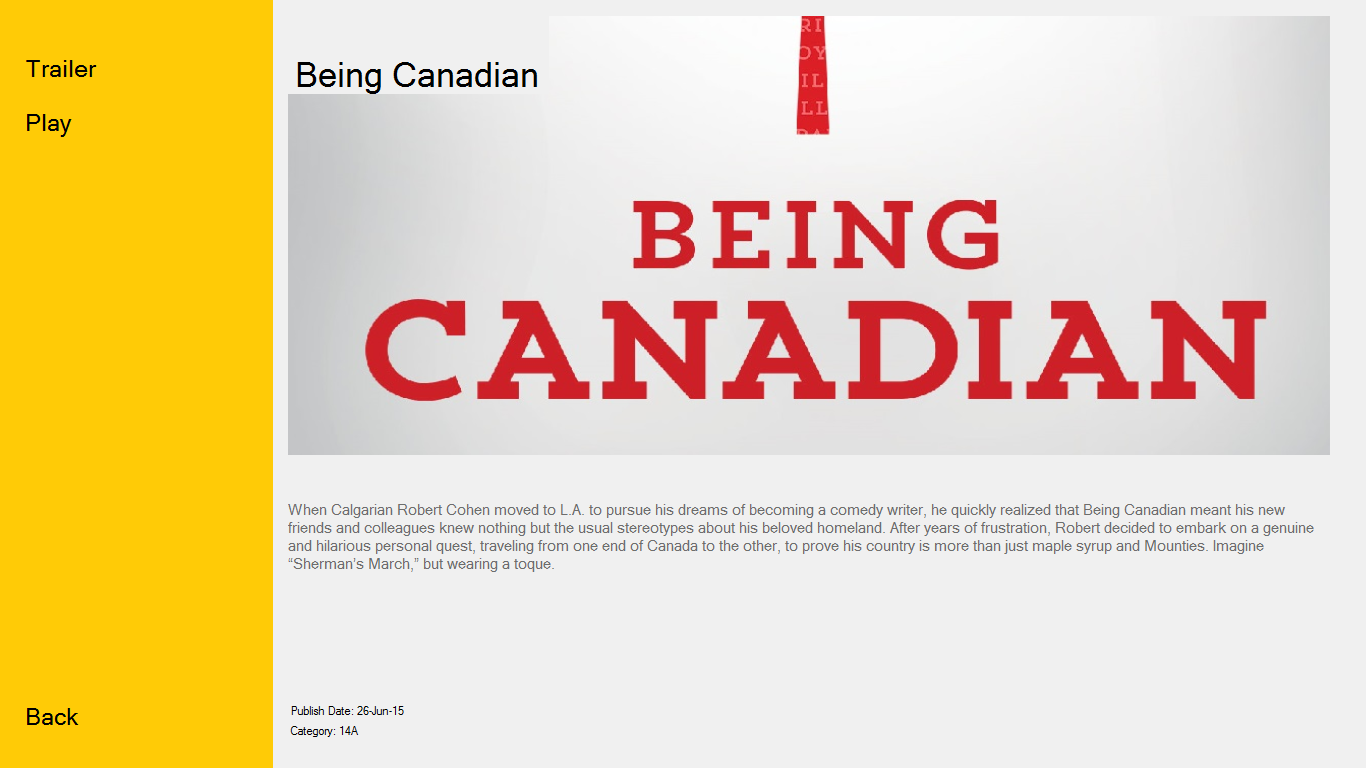 Trailer
Play
Back
Being Canadian
RI
OY
IL
LL
BEING
CANADIAN
When Calgarian Robert Cohen moved to L.A. to pursue his dreams of becoming a comedy writer, he quickly realized that Being Canadian meant his new
friends and colleagues knew nothing but the usual stereotypes about his beloved homeland. After years of frustration, Robert decided to embark on a genuine
and hilarious personal quest, traveling from one end of Canada to the other, to prove his country is more than just maple syrup and Mounties. Imagine
“Sherman’s March,” but wearing a toque.
Publish Date: 26-Jun-15
Category: 14A